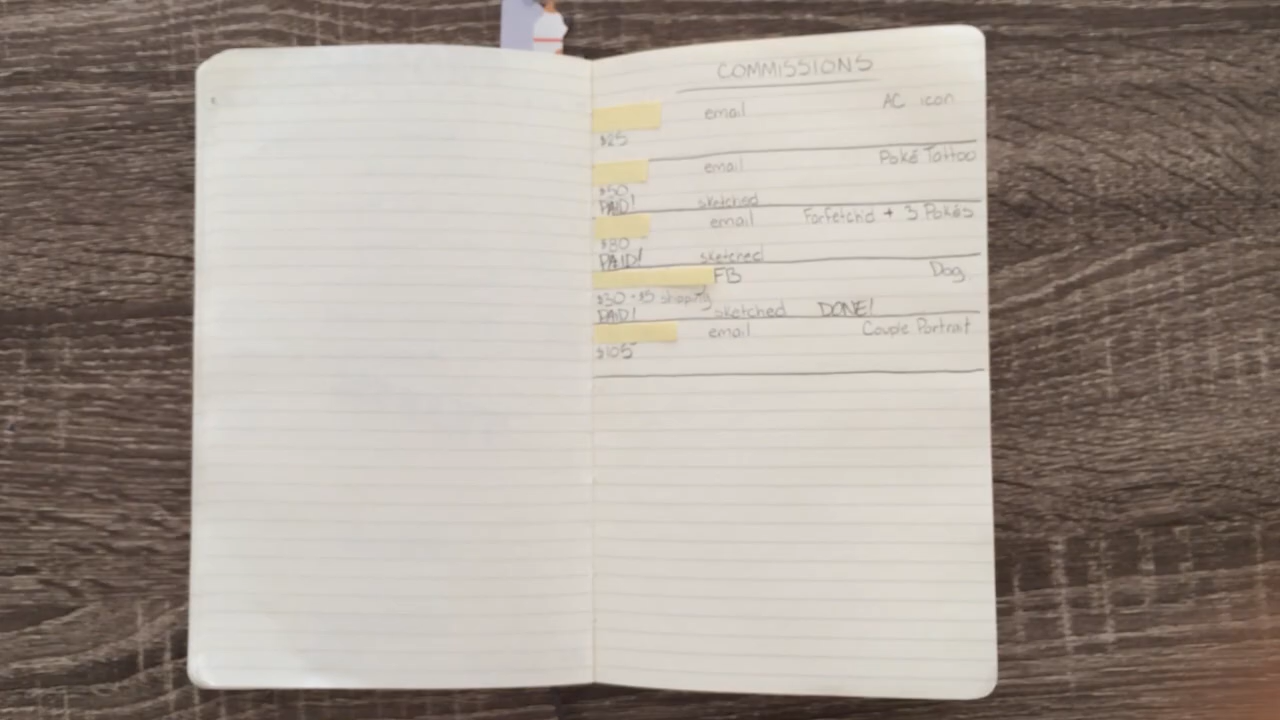 COMMISSIONS
email AC icon
$25
email Poké Tattoo
$50
PAID! sketched
email Farfetchd + 3 Pokés
$80
PAID! sketched
FB Dog
$30 + $5 shipping
PAID! sketched DONE!
email Couple Portrait
$105